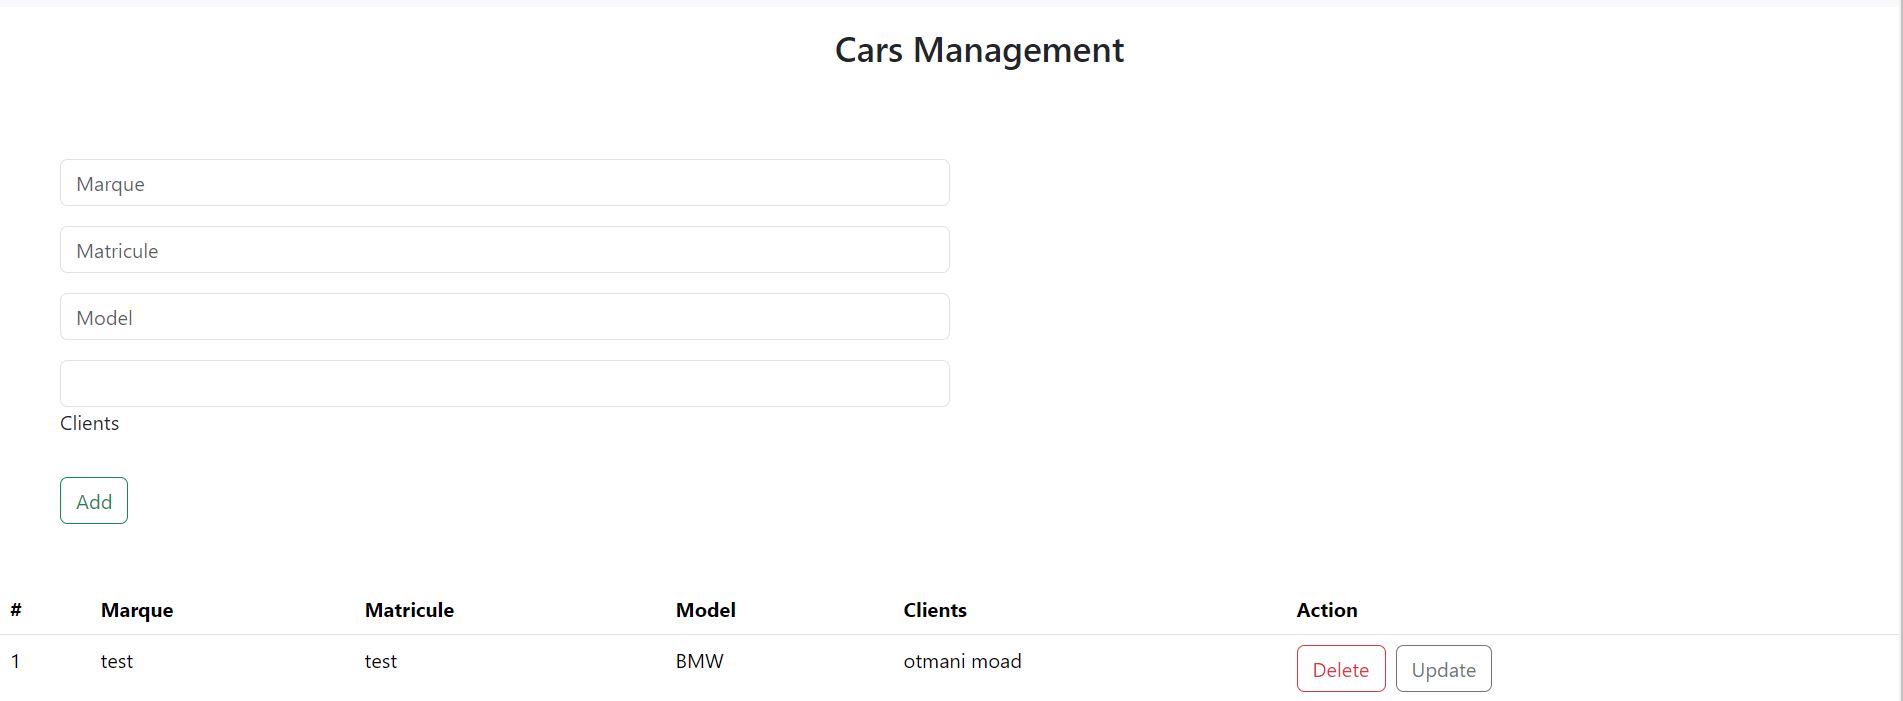 Cars Management
Marque
Matricule
Model
Clients
Add
# Marque Matricule Model Clients Action
1 test test BMW otmani moad Delete Update